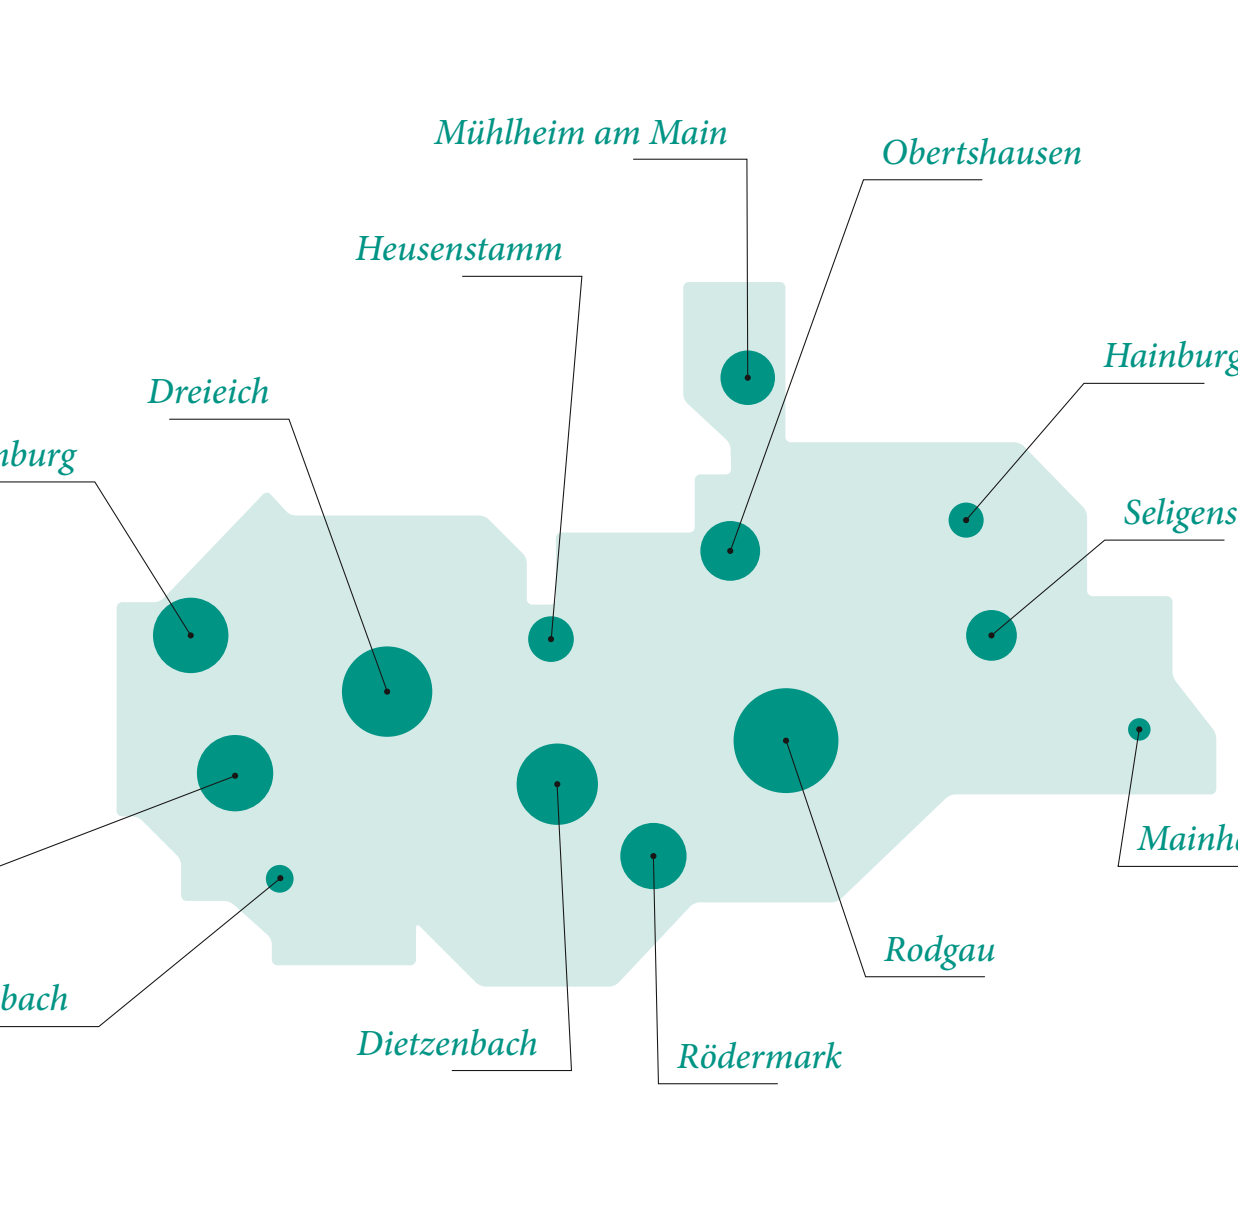 Mühlheim am Main
Obertshausen
Heusenstamm
Hainburg
Dreieich
nburg
Seligens
Mainh
Rodgau
bach
Dietzenbach
Rödermark